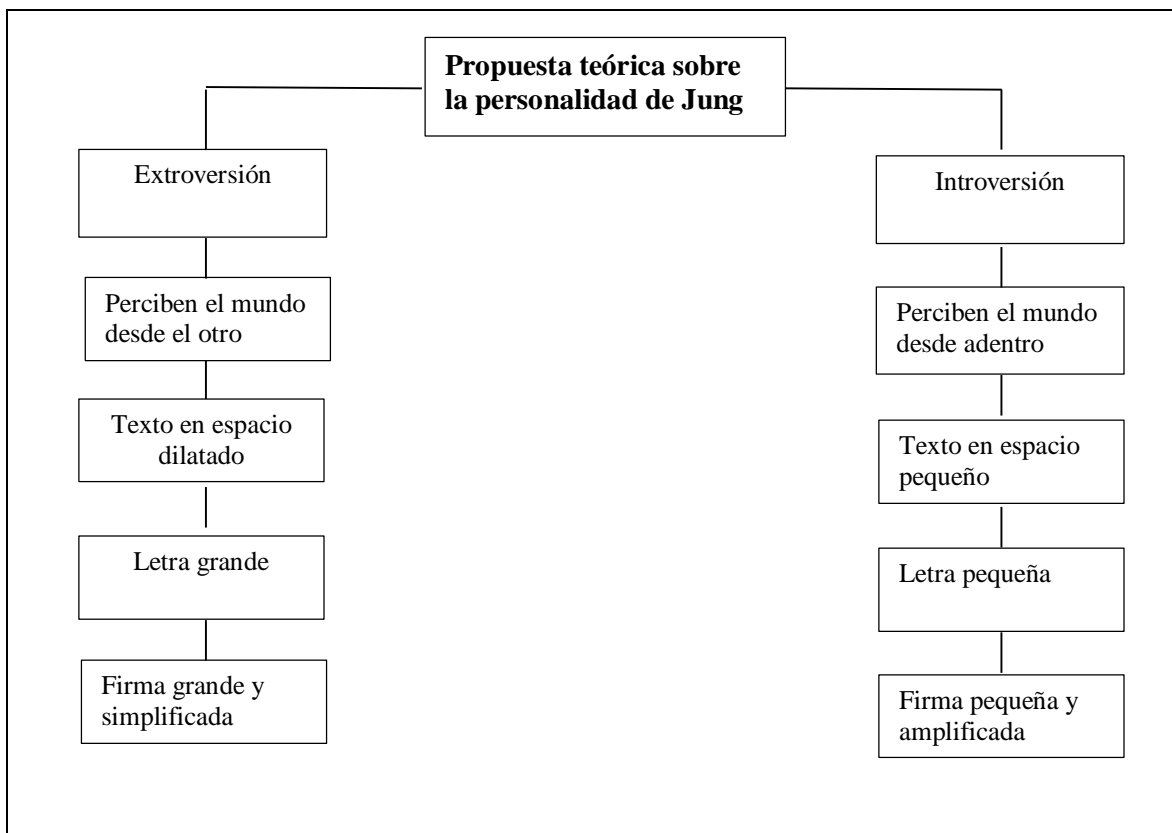 Propuesta teórica sobre
la personalidad de Jung
Extroversión
Perciben el mundo
desde el otro
Texto en espacio
dilatado
Letra grande
Firma grande y
simplificada
Introversión
Perciben el mundo
desde adentro
Texto en espacio
pequeño
Letra pequeña
Firma pequeña y
amplificada